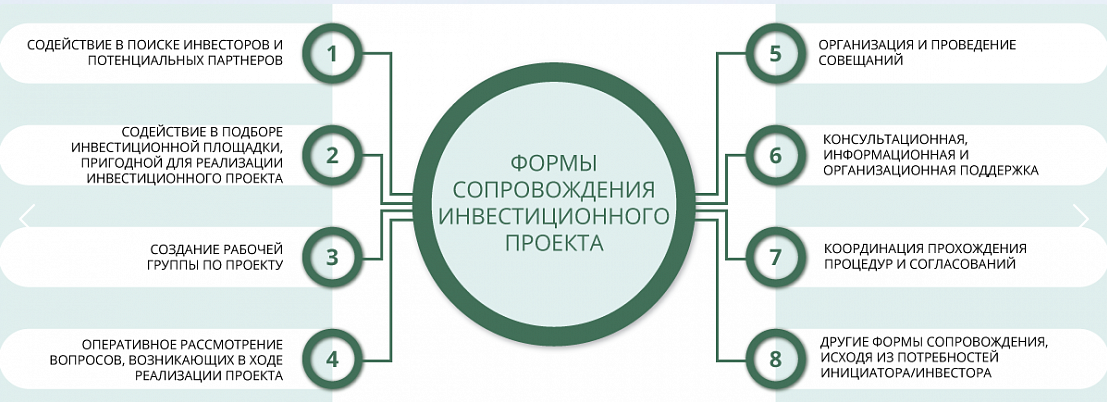 СОДЕЙСТВИЕ В ПОИСКЕ ИНВЕСТОРОВ И
ПОТЕНЦИАЛЬНЫХ ПАРТНЕРОВ
1
СОДЕЙСТВИЕ В ПОДБОРЕ
ИНВЕСТИЦИОННОЙ ПЛОЩАДКИ,
ПРИГОДНОЙ ДЛЯ РЕАЛИЗАЦИИ
ИНВЕСТИЦИОННОГО ПРОЕКТА
2
СОЗДАНИЕ РАБОЧЕЙ
ГРУППЫ ПО ПРОЕКТУ
3
ОПЕРАТИВНОЕ РАССМОТРЕНИЕ
ВОПРОСОВ, ВОЗНИКАЮЩИХ В ХОДЕ
РЕАЛИЗАЦИИ ПРОЕКТА
4
ФОРМЫ
СОПРОВОЖДЕНИЯ
ИНВЕСТИЦИОННОГО
ПРОЕКТА
5
ОРГАНИЗАЦИЯ И ПРОВЕДЕНИЕ
СОВЕЩАНИЙ
6
КОНСУЛЬТАЦИОННАЯ,
ИНФОРМАЦИОННАЯ И
ОРГАНИЗАЦИОННАЯ ПОДДЕРЖКА
7
КООРДИНАЦИЯ ПРОХОЖДЕНИЯ
ПРОЦЕДУР И СОГЛАСОВАНИЙ
8
ДРУГИЕ ФОРМЫ СОПРОВОЖДЕНИЯ,
ИСХОДЯ ИЗ ПОТРЕБНОСТЕЙ
ИНИЦИАТОРА/ИНВЕСТОРА